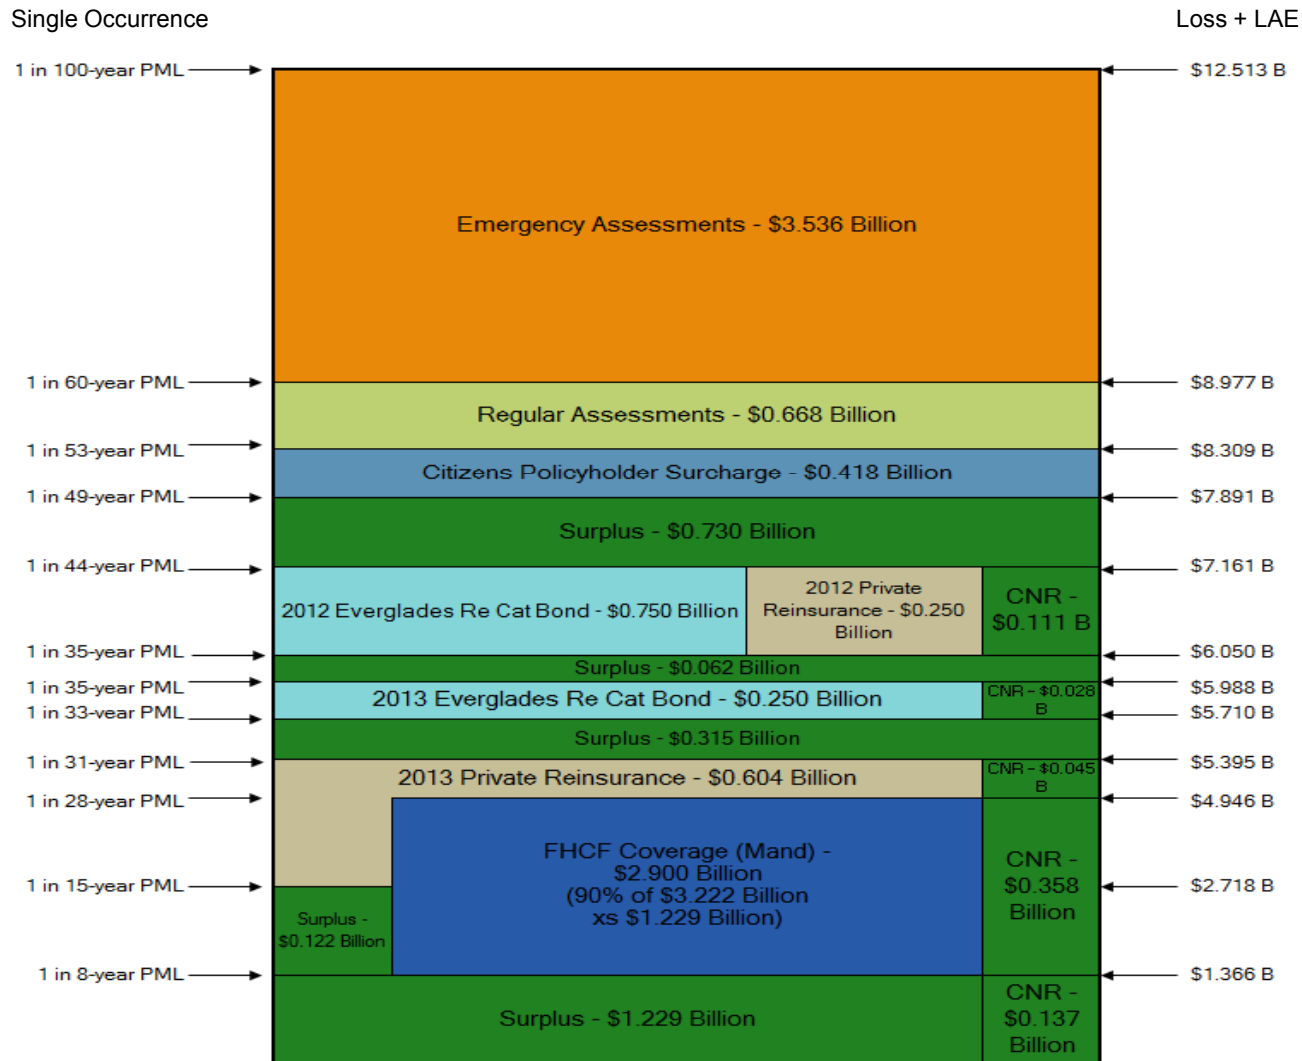 Single Occurrence
Loss + LAE
1 in 100-year PML
$12.513 B
Emergency Assessments - $3.536 Billion
1 in 60-year PML
$8.977 B
Regular Assessments - $0.668 Billion
1 in 53-year PML
$8.309 B
Citizens Policyholder Surcharge - $0.418 Billion
1 in 49-year PML
$7.891 B
Surplus - $0.730 Billion
1 in 44-year PML
$7.161 B
2012 Everglades Re Cat Bond - $0.750 Billion
2012 Private
Reinsurance - $0.250
Billion
CNR -
$0.111 B
1 in 35-year PML
$6.050 B
Surplus - $0.062 Billion
1 in 35-year PML
$5.988 B
2013 Everglades Re Cat Bond - $0.250 Billion
CNR - $0.028
B
1 in 33-year PML
$5.710 B
Surplus - $0.315 Billion
1 in 31-year PML
$5.395 B
2013 Private Reinsurance - $0.604 Billion
CNR - $0.045
B
1 in 28-year PML
$4.946 B
FHCF Coverage (Mand) -
$2.900 Billion
(90% of $3.222 Billion
xs $1.229 Billion)
CNR -
$0.358
Billion
1 in 15-year PML
$2.718 B
Surplus -
$0.122 Billion
1 in 8-year PML
$1.366 B
Surplus - $1.229 Billion
CNR -
$0.137
Billion